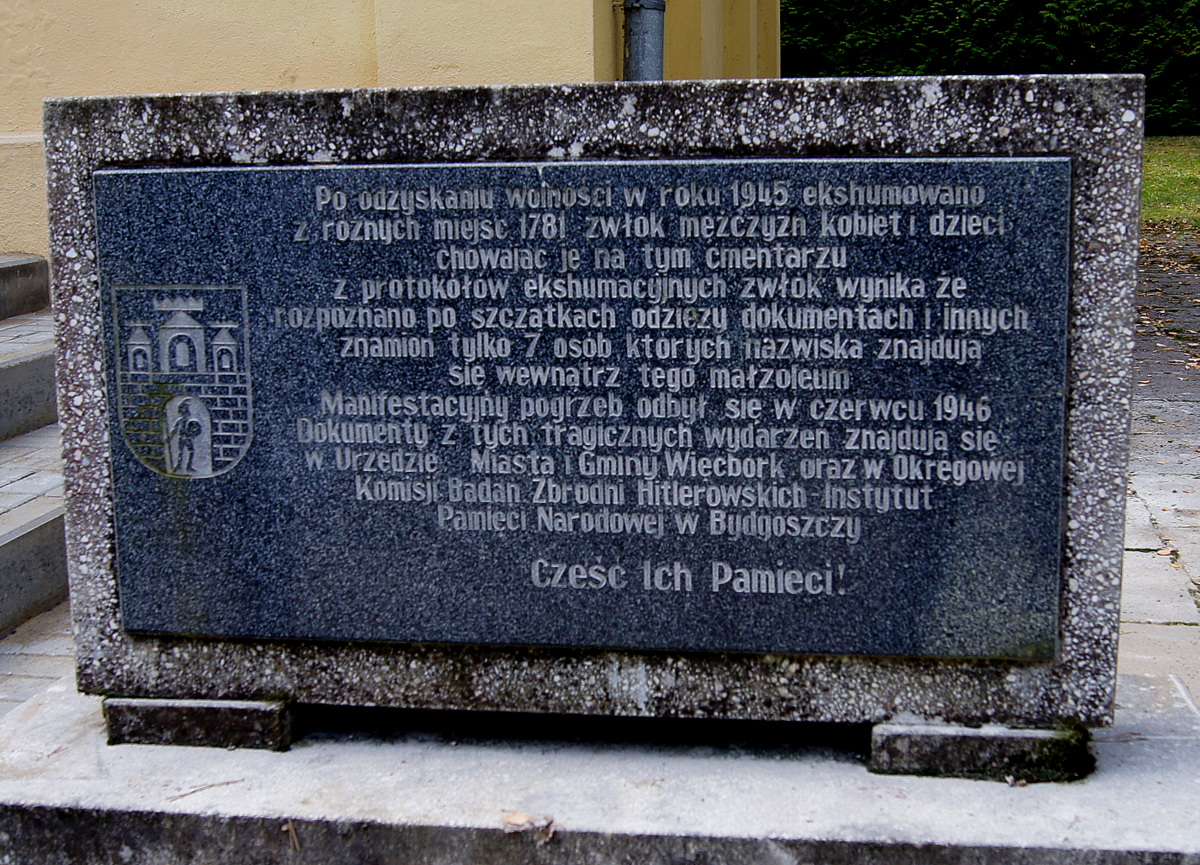 Po odzyskaniu wolności w roku 1945 ekshumowano
z różnych miejsc 1781 zwłok mężczyzn kobiet i dzieci
chowając je na tym cmentarzu
z protokołów ekshumacyjnych zwłok wynika że
rozpoznano po szczątkach odzieży dokumentach i innych
znamion tylko 7 osób których nazwiska znajdują
się wewnątrz tego małzoleum
Manifestacyjny pogrzeb odbył się w czerwcu 1946
Dokumenty z tych tragicznych wydarzeń znajdują się
w Urzędzie Miasta i Gminy Więcbork oraz w Okręgowej
Komisji Badań Zbrodni Hitlerowskich Instytut
Pamięci Narodowej w Bydgoszczy
Cześć Ich Pamięci!